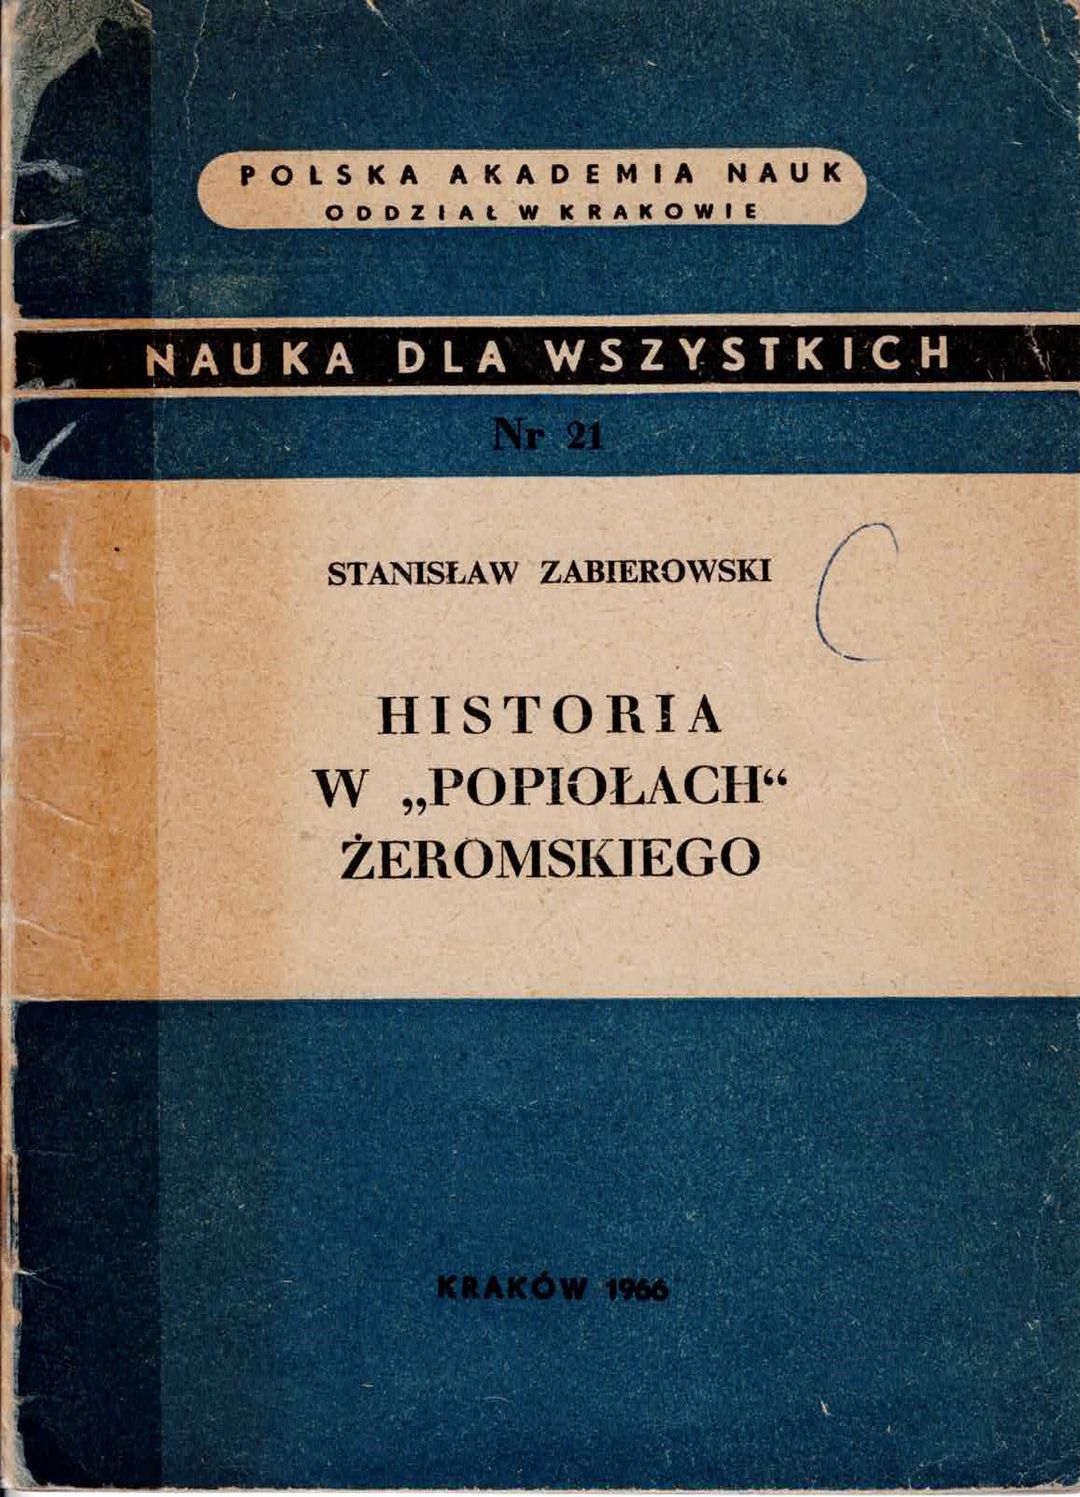 POLSKA AKADEMIA NAUK
ODDZIAŁ W KRAKOWIE
NAUKA DLA WSZYSTKICH
Nr 21
STANISŁAW ZABIEROWSKI
HISTORIA
W „POPIOŁACH“
ŻEROMSKIEGO
KRAKÓW 1966